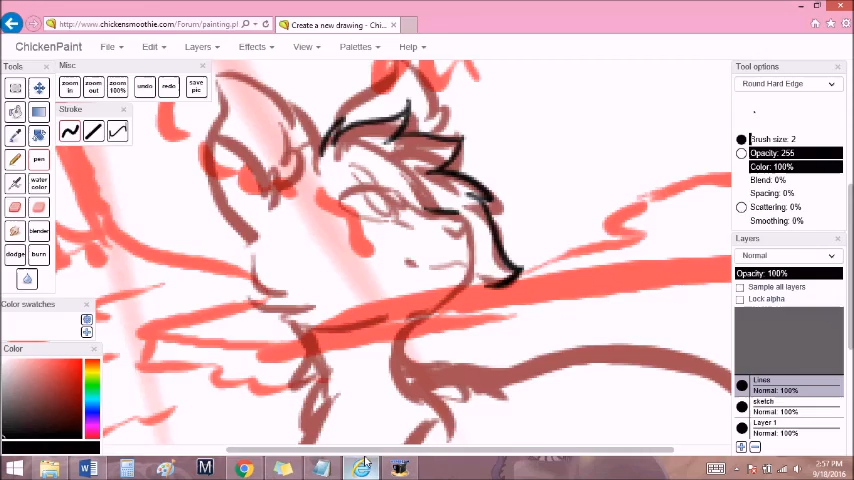 http://www.chickensmoothie.com/Forum/painting.pl
Create a new drawing - Chi...
ChickenPaint
File
Edit
Layers
Effects
View
Palettes
Help
Tools
Misc
zoom in
zoom out
zoom 100%
undo
redo
save pic
Stroke
pen
water color
blender
dodge
burn
Color swatches
Color
Tool options
Round Hard Edge
Brush size: 2
Opacity: 255
Color: 100%
Blend: 0%
Spacing: 0%
Scattering: 0%
Smoothing: 0%
Layers
Normal
Opacity: 100%
Sample all layers
Lock alpha
Lines
Normal: 100%
sketch
Normal: 100%
Layer 1
Normal: 100%
W
M
2:57 PM
9/18/2016